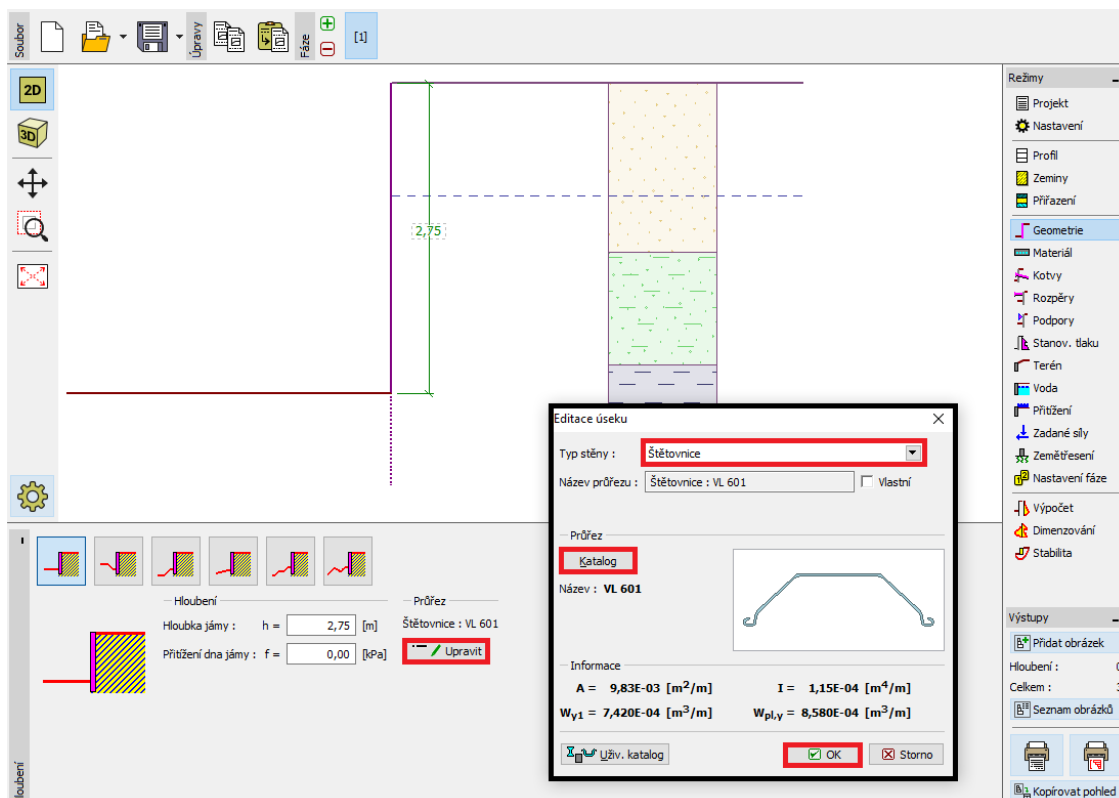 Soubor
Úpravy
Fáze
[1]
2D
3D
2,75
Režimy
Projekt
Nastavení
Profil
Zeminy
Přiřazení
Geometrie
Materiál
Kotvy
Rozpěry
Podpory
Stanov. tlaku
Terén
Voda
Přitížení
Zadané síly
Zemětřesení
Nastavení fáze
Výpočet
Dimenzování
Stabilita
Editace úseku
Typ stěny : Štětovnice
Název průřezu : Štětovnice : VL 601 Vlastní
Průřez
Katalog
Název : VL 601
Informace
A = 9,83E-03 [m²/m] I = 1,15E-04 [m⁴/m]
Wy1 = 7,420E-04 [m³/m] Wpl,y = 8,580E-04 [m³/m]
Uživ. katalog OK Storno
Hloubení Průřez
Hloubka jámy : h = 2,75 [m] Štětovnice : VL 601
Přitížení dna jámy : f = 0,00 [kPa] Upravit
Výstupy
Přidat obrázek
Hloubení : 0
Celkem :
Seznam obrázků
Kopírovat pohled